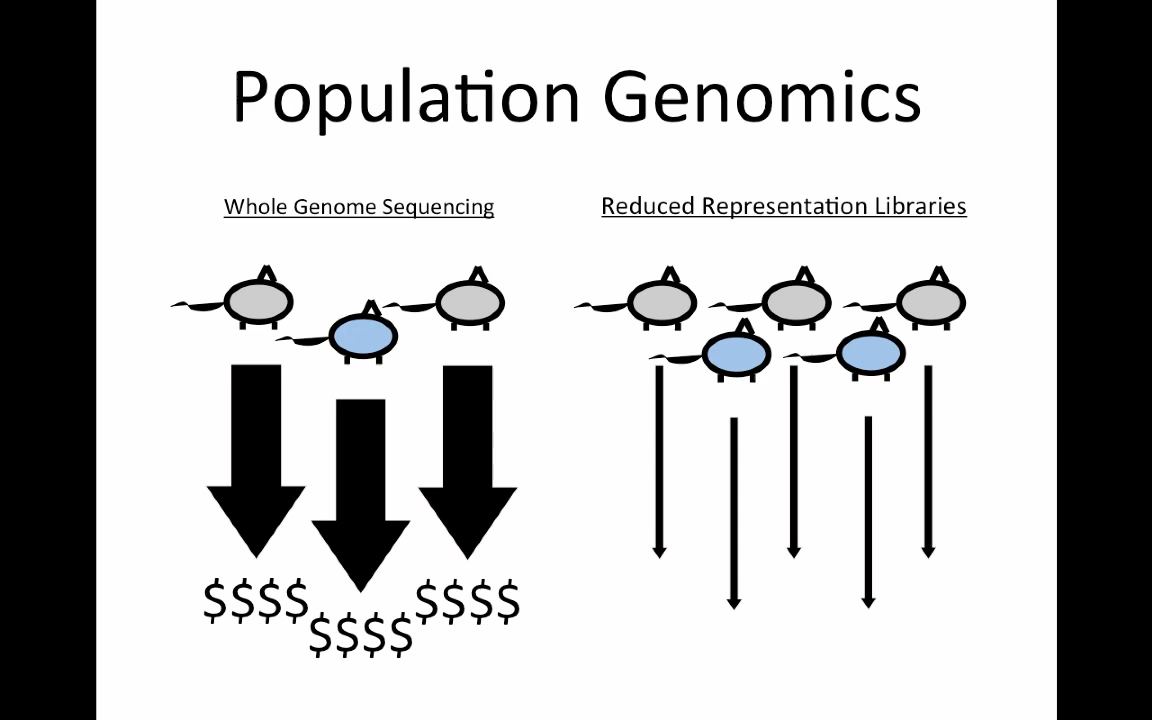 Population Genomics
Whole Genome Sequencing
Reduced Representation Libraries
$$$$
$$$$
$$$$